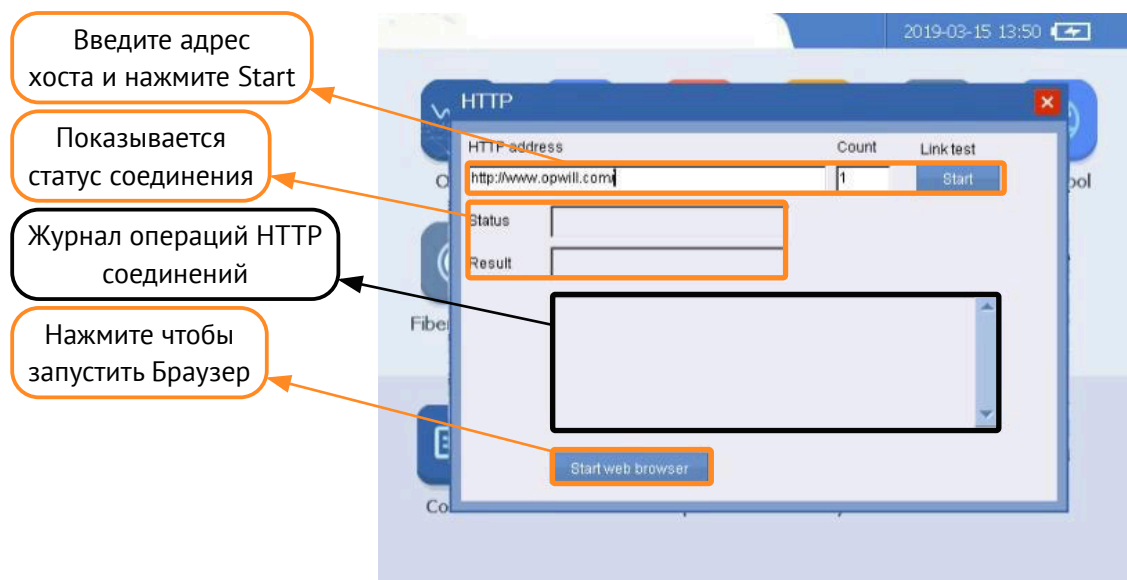 Введите адрес
хоста и нажмите Start
Показывается
статус соединения
Журнал операций HTTP
соединений
Нажмите чтобы
запустить Браузер
2019-03-15 13:50
HTTP
HTTP address
Count
Link test
http://www.opwill.com/
1
Start
Status
Result
Start web browser
Fiber
Co
ool